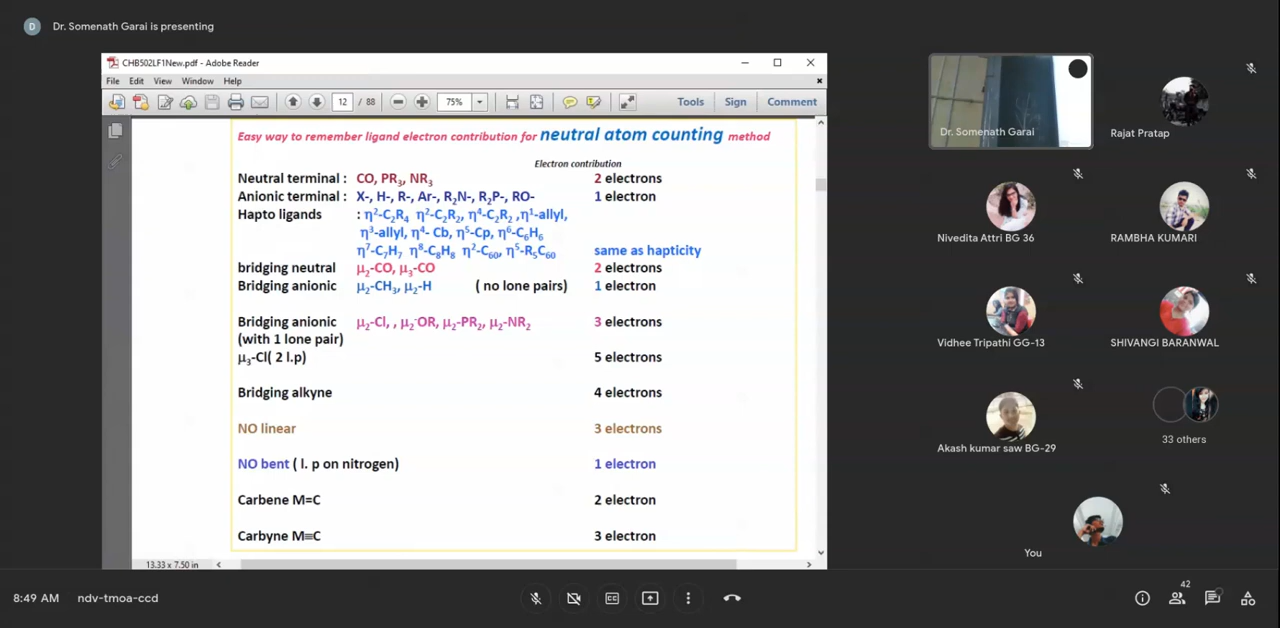 D Dr. Somenath Garai is presenting
CHB502LF1New.pdf - Adobe Reader
File Edit View Window Help
12 / 88 75% Tools Sign Comment
Easy way to remember ligand electron contribution for neutral atom counting method
Electron contribution
Neutral terminal : CO, PR₃, NR₃ 2 electrons
Anionic terminal : X-, H-, R-, Ar-, R₂N-, R₂P-, RO- 1 electron
Hapto ligands : η²-C₂R₄ η²-C₂R₂, η⁴-C₂R₂ ,η¹-allyl,
η³-allyl, η⁴- Cb, η⁵-Cp, η⁶-C₆H₆
η⁷-C₇H₇ η⁸-C₈H₈ η²-C₆₀, η⁵-R₅C₆₀ same as hapticity
bridging neutral μ₂-CO, μ₃-CO 2 electrons
Bridging anionic μ₂-CH₃, μ₂-H ( no lone pairs) 1 electron
Bridging anionic μ₂-Cl, , μ₂-OR, μ₂-PR₂, μ₂-NR₂ 3 electrons
(with 1 lone pair)
μ₃-Cl( 2 l.p) 5 electrons
Bridging alkyne 4 electrons
NO linear 3 electrons
NO bent ( l. p on nitrogen) 1 electron
Carbene M=C 2 electron
Carbyne M≡C 3 electron
13.33 x 7.50 in
Dr. Somenath Garai
Rajat Pratap
Nivedita Attri BG 36
RAMBHA KUMARI
Vidhee Tripathi GG-13
SHIVANGI BARANWAL
Akash kumar saw BG-29
33 others
You
8:49 AM ndv-tmoa-ccd
CC
42